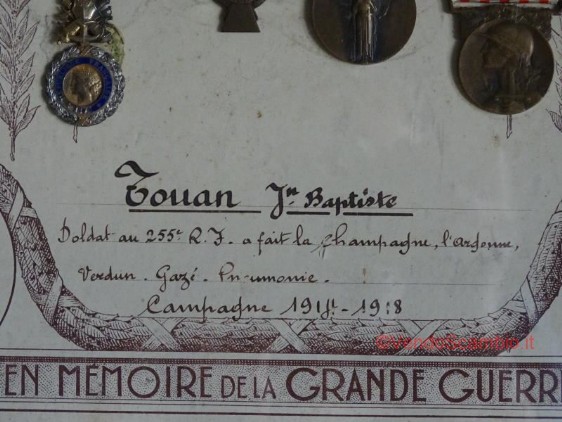 Touan Jn Baptiste
Soldat au 255e R.I. a fait la Champagne, l'Argonne,
Verdun. Gazé. Pneumonie.
Campagne 1914-1918
EN MÉMOIRE DE LA GRANDE GUERR